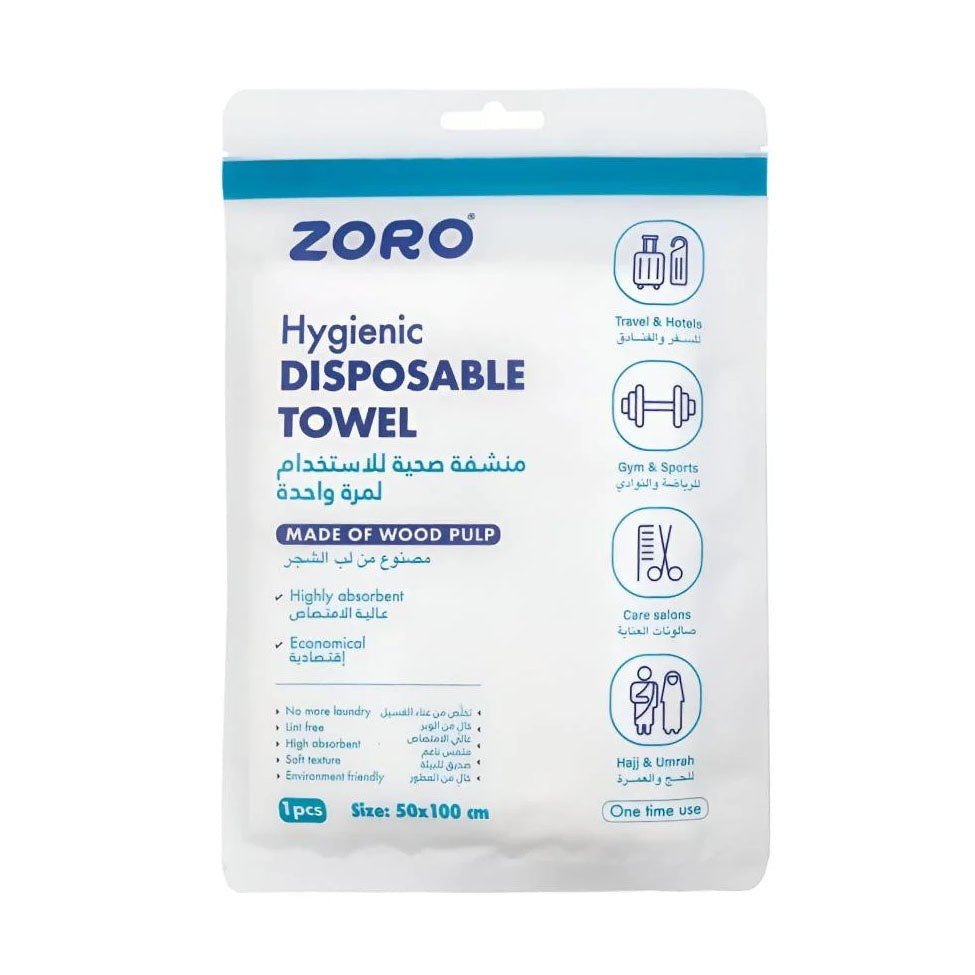 ZORO®
Hygienic
DISPOSABLE
TOWEL
منشفة صحية للاستخدام
لمرة واحدة
MADE OF WOOD PULP
مصنوع من لب الشجر
Highly absorbent
عالية الامتصاص
Economical
إقتصادية
No more laundry
تخلّص من عناء الغسيل
Lint free
خال من الوبر
High absorbent
عالي الامتصاص
Soft texture
ملمس ناعم
Environment friendly
صديق للبيئة
خال من العطور
1pcs
Size: 50x100 cm
Travel & Hotels
للسفر والفنادق
Gym & Sports
للرياضة والنوادي
Care salons
صالونات العناية
Hajj & Umrah
للحج والعمرة
One time use